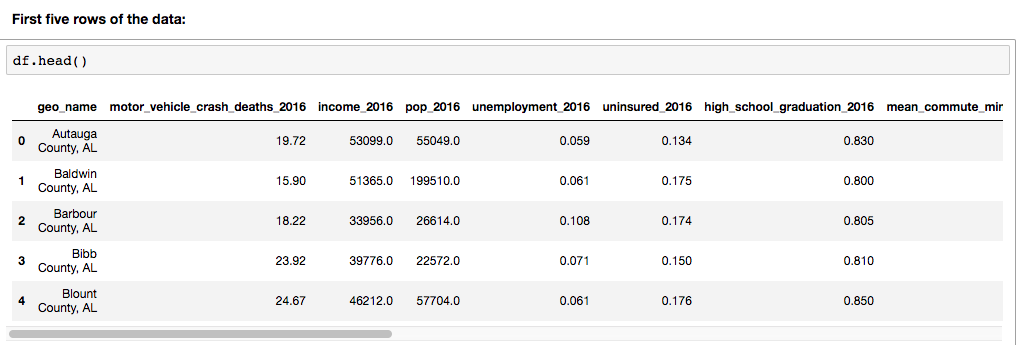 First five rows of the data:
df.head()
geo_name motor_vehicle_crash_deaths_2016 income_2016 pop_2016 unemployment_2016 uninsured_2016 high_school_graduation_2016 mean_commute_mir
0 Autauga County, AL 19.72 53099.0 55049.0 0.059 0.134 0.830
1 Baldwin County, AL 15.90 51365.0 199510.0 0.061 0.175 0.800
2 Barbour County, AL 18.22 33956.0 26614.0 0.108 0.174 0.805
3 Bibb County, AL 23.92 39776.0 22572.0 0.071 0.150 0.810
4 Blount County, AL 24.67 46212.0 57704.0 0.061 0.176 0.850